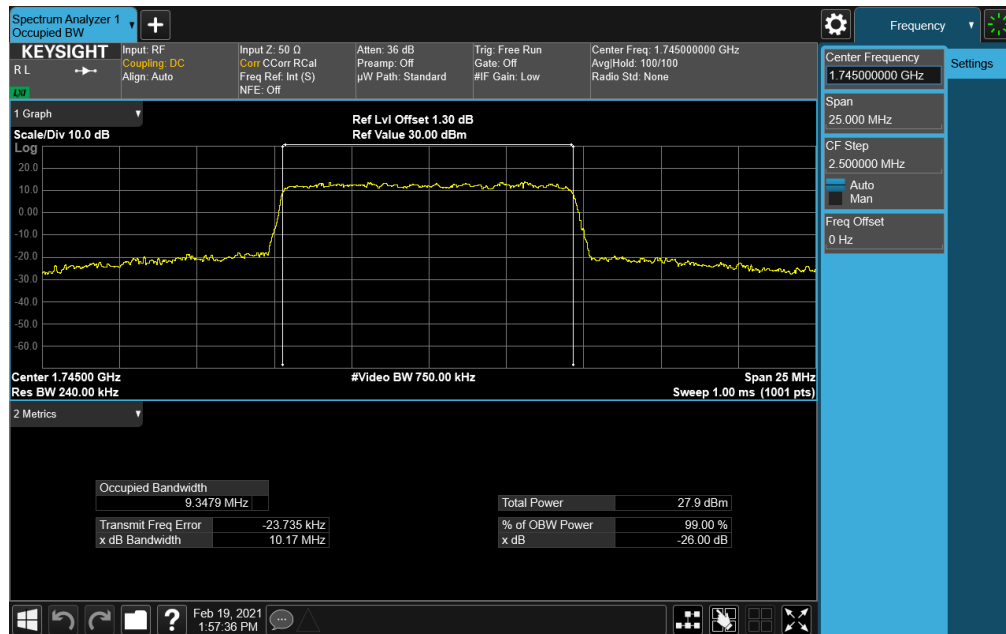 Spectrum Analyzer 1
Occupied BW
Frequency
KEYSIGHT
R L
LXI
Input: RF
Coupling: DC
Align: Auto
Input Z: 50 Ω
Corr CCorr RCal
Freq Ref: Int (S)
NFE: Off
Atten: 36 dB
Preamp: Off
µW Path: Standard
Trig: Free Run
Gate: Off
#IF Gain: Low
Center Freq: 1.745000000 GHz
Avg|Hold: 100/100
Radio Std: None
Center Frequency
1.745000000 GHz
Settings
Span
25.000 MHz
CF Step
2.500000 MHz
Auto
Man
Freq Offset
0 Hz
1 Graph
Scale/Div 10.0 dB
Ref Lvl Offset 1.30 dB
Ref Value 30.00 dBm
Log
20.0
10.0
0.00
-10.0
-20.0
-30.0
-40.0
-50.0
-60.0
Center 1.74500 GHz
#Video BW 750.00 kHz
Span 25 MHz
Res BW 240.00 kHz
Sweep 1.00 ms (1001 pts)
2 Metrics
Occupied Bandwidth
9.3479 MHz
Total Power 27.9 dBm
Transmit Freq Error -23.735 kHz
% of OBW Power 99.00 %
x dB Bandwidth 10.17 MHz
x dB -26.00 dB
?
Feb 19, 2021
1:57:36 PM